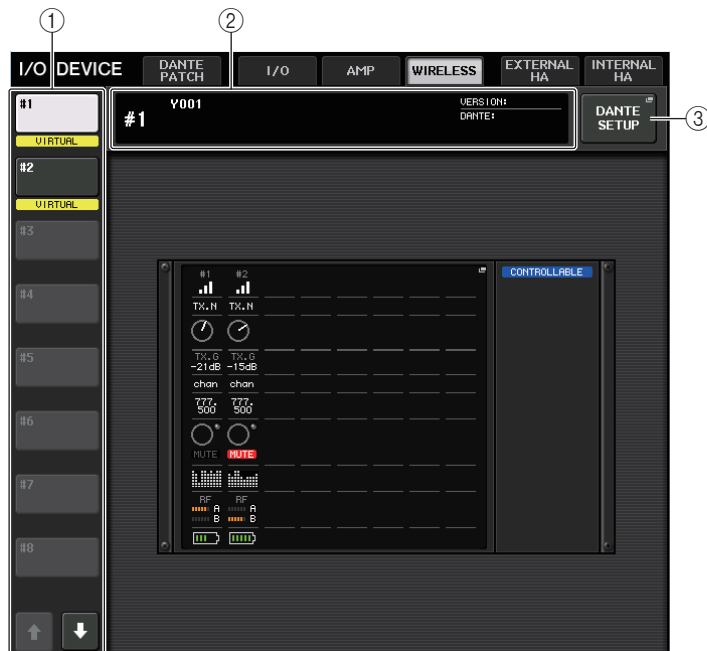 ① ②
I/O DEVICE
DANTE PATCH
I/O
AMP
WIRELESS
EXTERNAL HA
INTERNAL HA
#1
VIRTUAL
#2
VIRTUAL
#3
#4
#5
#6
#7
#8
#1
Y001
VERSION:
DANTE:
DANTE SETUP
③
#1 #2
CONTROLLABLE
TX.N TX.N
TX.G TX.G
-21dB -15dB
chan chan
777. 777.
500 500
MUTE MUTE
RF RF
A A
B B